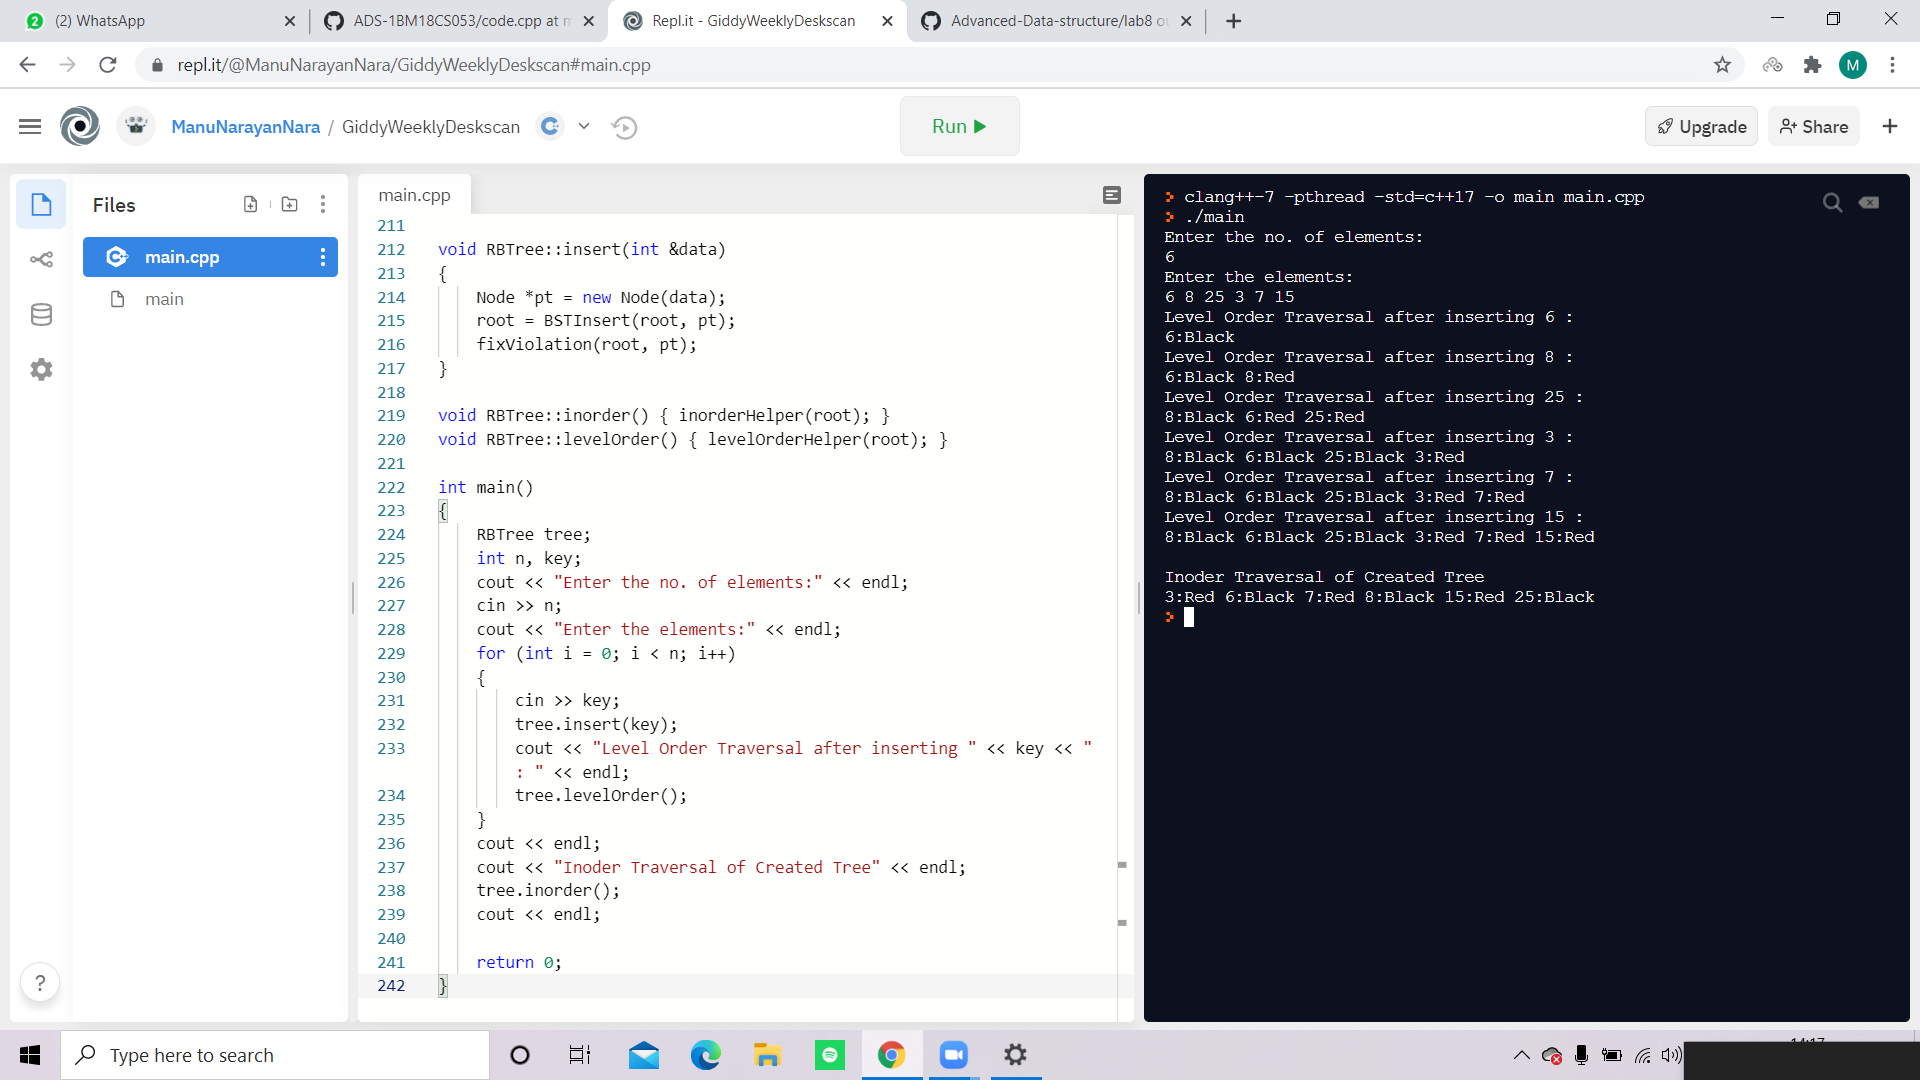 (2) WhatsApp
ADS-1BM18CS053/code.cpp at m
Repl.it - GiddyWeeklyDeskscan
Advanced-Data-structure/lab8 ou
repl.it/@ManuNarayanNara/GiddyWeeklyDeskscan#main.cpp
M
ManuNarayanNara / GiddyWeeklyDeskscan
Run
Upgrade
Share
Files
main.cpp
main
main.cpp
211
212 void RBTree::insert(int &data)
213 {
214 Node *pt = new Node(data);
215 root = BSTInsert(root, pt);
216 fixViolation(root, pt);
217 }
218
219 void RBTree::inorder() { inorderHelper(root); }
220 void RBTree::levelOrder() { levelOrderHelper(root); }
221
222 int main()
223 {
224 RBTree tree;
225 int n, key;
226 cout << "Enter the no. of elements:" << endl;
227 cin >> n;
228 cout << "Enter the elements:" << endl;
229 for (int i = 0; i < n; i++)
230 {
231 cin >> key;
232 tree.insert(key);
233 cout << "Level Order Traversal after inserting " << key << "
: " << endl;
234 tree.levelOrder();
235 }
236 cout << endl;
237 cout << "Inoder Traversal of Created Tree" << endl;
238 tree.inorder();
239 cout << endl;
240
241 return 0;
242 }
> clang++-7 -pthread -std=c++17 -o main main.cpp
> ./main
Enter the no. of elements:
6
Enter the elements:
6 8 25 3 7 15
Level Order Traversal after inserting 6 :
6:Black
Level Order Traversal after inserting 8 :
6:Black 8:Red
Level Order Traversal after inserting 25 :
8:Black 6:Red 25:Red
Level Order Traversal after inserting 3 :
8:Black 6:Black 25:Black 3:Red
Level Order Traversal after inserting 7 :
8:Black 6:Black 25:Black 3:Red 7:Red
Level Order Traversal after inserting 15 :
8:Black 6:Black 25:Black 3:Red 7:Red 15:Red
Inoder Traversal of Created Tree
3:Red 6:Black 7:Red 8:Black 15:Red 25:Black
>
?
Type here to search